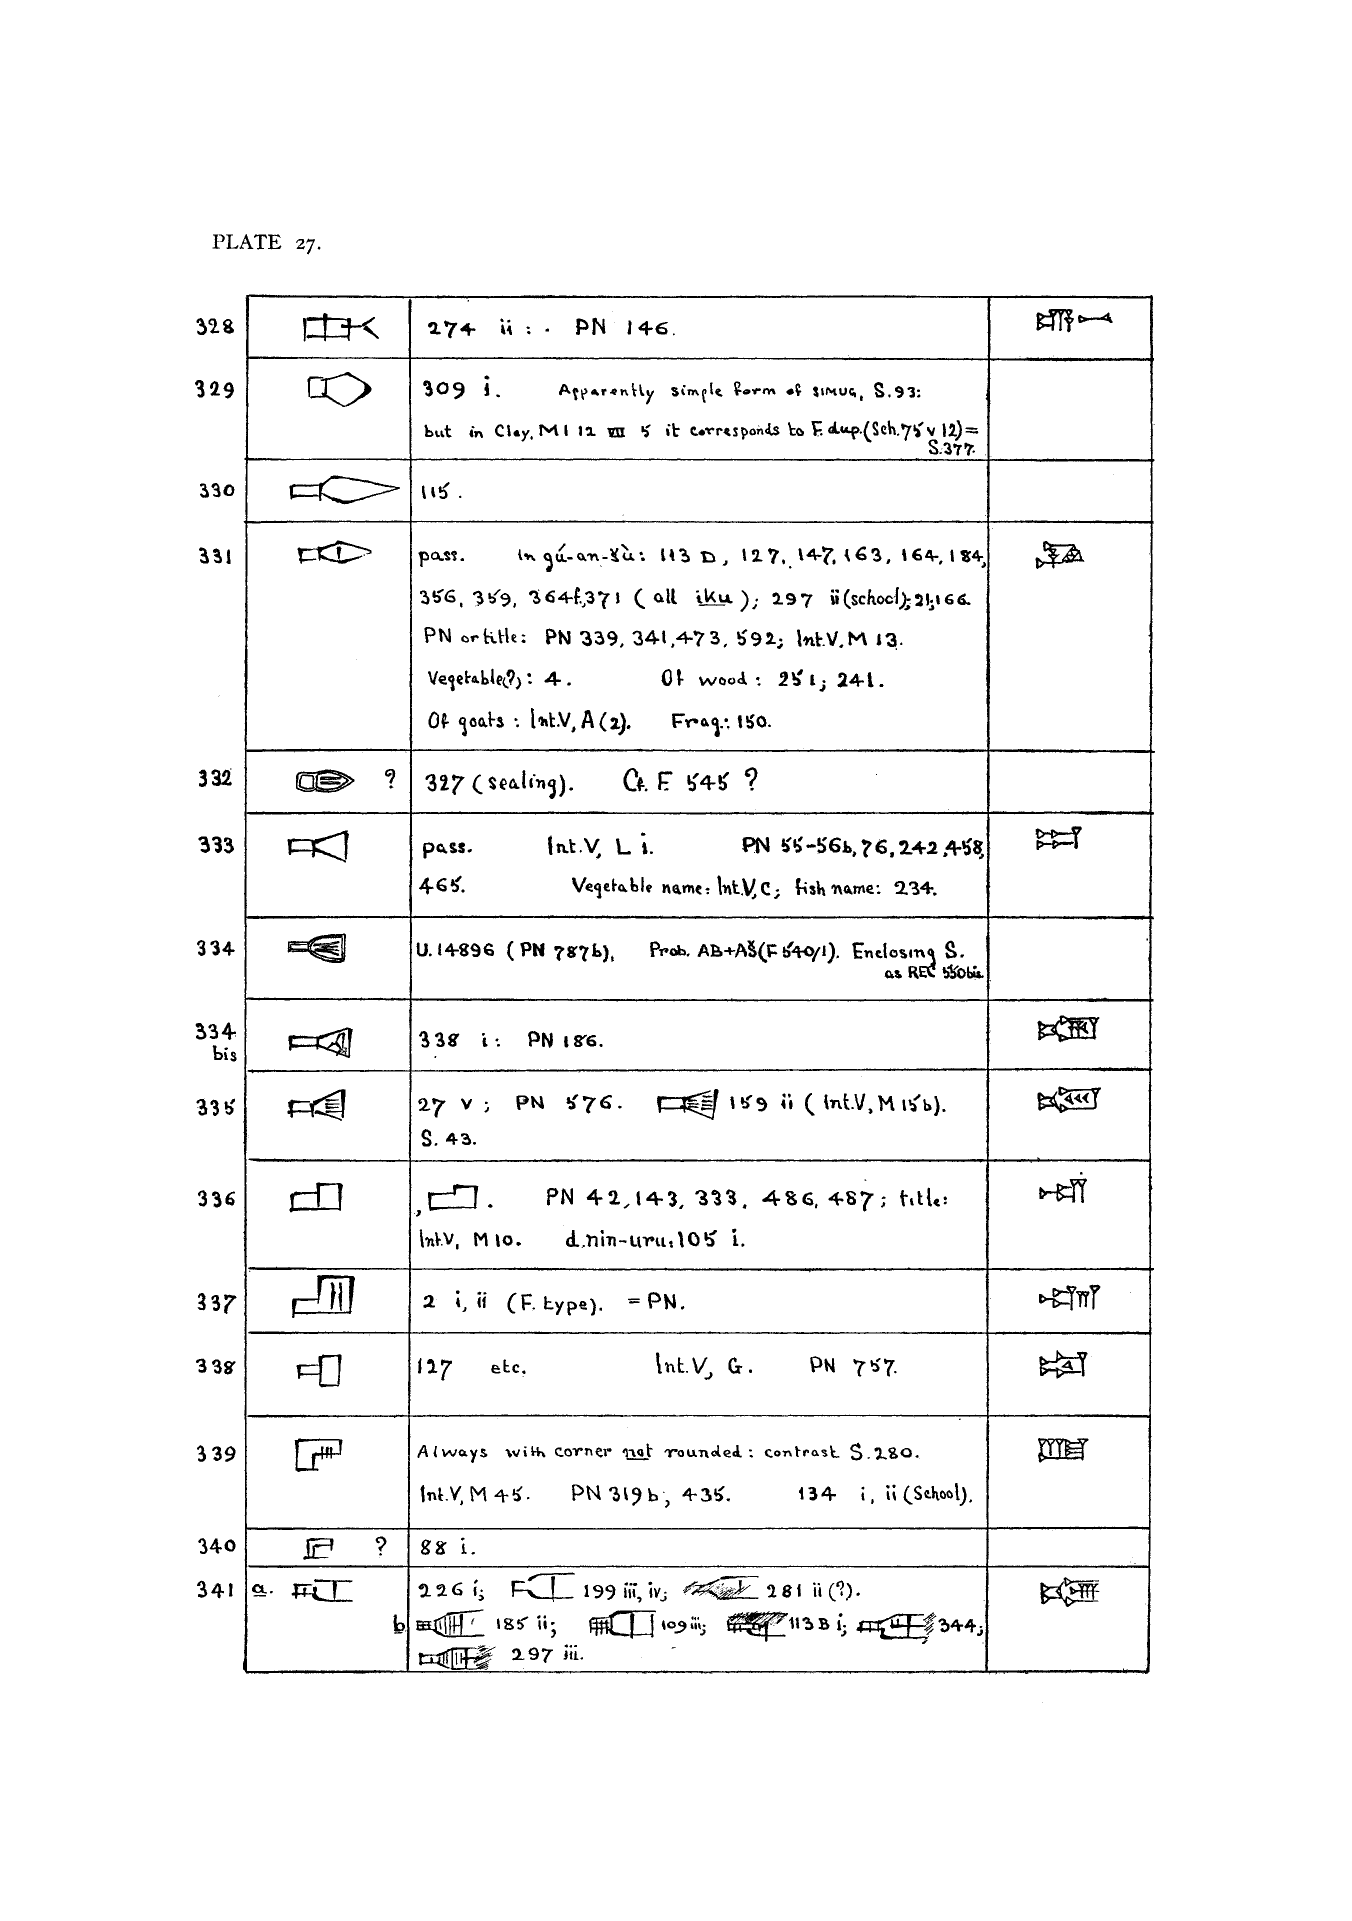 PLATE 27.
328 274 ii : . PN 146.
329 309 i. Apparently simple form of SIMUG, S.93:
but in Clay, M I 12 VII 5 it corresponds to F. dup. (Sch. 75 v 12) =
S.377.
330 115.
331 pass. In gú-an-šù: 113 D, 127, 147, 163, 164, 184,
356, 359, 364f., 371 (all iku); 297 ii (school); 21, 166.
PN or title: PN 339, 341, 473, 592; Int.V, M 13.
Vegetable(?): 4. Of wood: 251; 241.
Of goats: Int.V, A (2). Frag.: 150.
332 ? 327 (sealing). Cf. F. 545 ?
333 pass. Int.V, L i. PN 55-56b, 76, 242, 458,
465. Vegetable name: Int.V, C; fish name: 234.
334 U. 14896 (PN 787b), Prob. AB+AŠ (F 540/1). Enclosing S.
as REC 550bis.
334 338 i: PN 186.
bis
335 27 v; PN 576. 159 ii (Int.V, M 15b).
S. 43.
336 , . PN 42, 143, 333, 486, 487; title:
Int.V, M 10. d.nin-uru: 105 i.
337 2 i, ii (F. type). = PN.
338 127 etc. Int.V, G. PN 757.
339 Always with corner not rounded: contrast S. 280.
Int.V, M 45. PN 319b, 435. 134 i, ii (School).
340 ? 88 i.
341 a. 226 i; 199 iii, iv; 281 ii (?).
b 185 ii; 109 iii; 113 B i; 344;
297 iii.